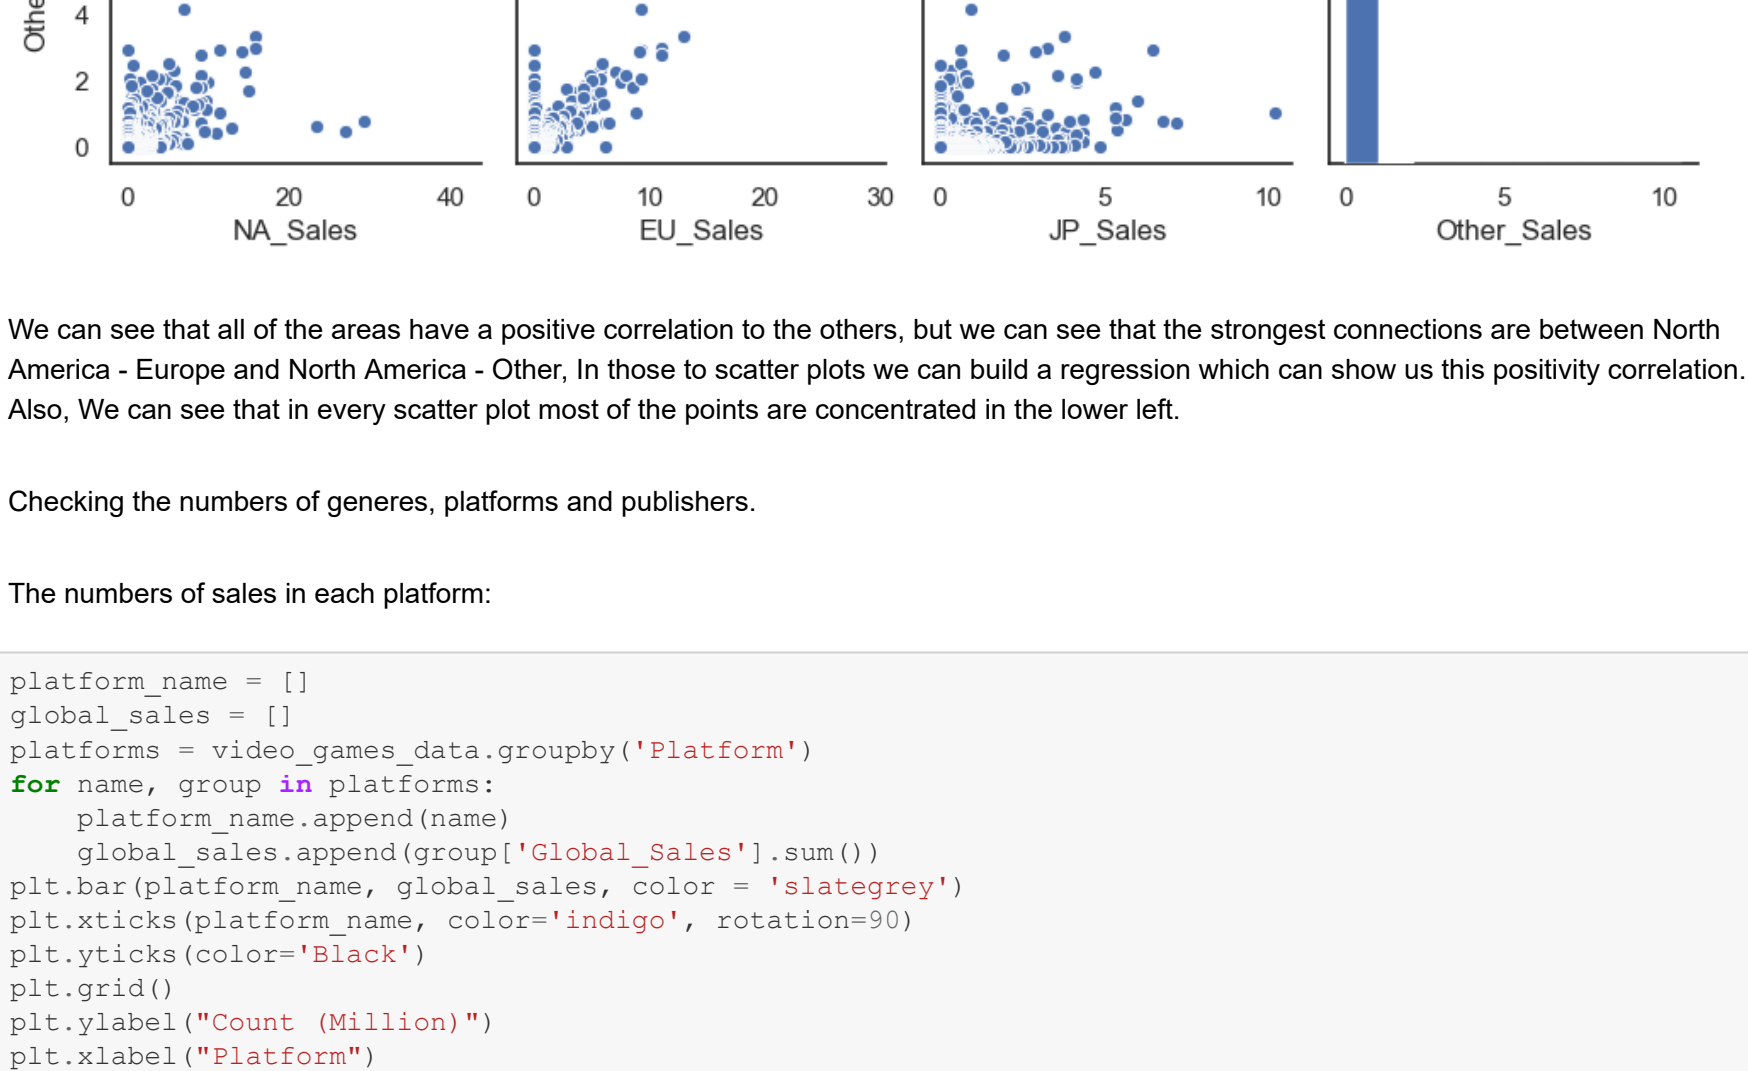 Othe
4
2
0
0 20 40 0 10 20 30 0 5 10 0 5 10
NA_Sales EU_Sales JP_Sales Other_Sales
We can see that all of the areas have a positive correlation to the others, but we can see that the strongest connections are between North
America - Europe and North America - Other, In those to scatter plots we can build a regression which can show us this positivity correlation.
Also, We can see that in every scatter plot most of the points are concentrated in the lower left.
Checking the numbers of generes, platforms and publishers.
The numbers of sales in each platform:
platform_name = []
global_sales = []
platforms = video_games_data.groupby('Platform')
for name, group in platforms:
    platform_name.append(name)
    global_sales.append(group['Global_Sales'].sum())
plt.bar(platform_name, global_sales, color = 'slategrey')
plt.xticks(platform_name, color='indigo', rotation=90)
plt.yticks(color='Black')
plt.grid()
plt.ylabel("Count (Million)")
plt.xlabel("Platform")